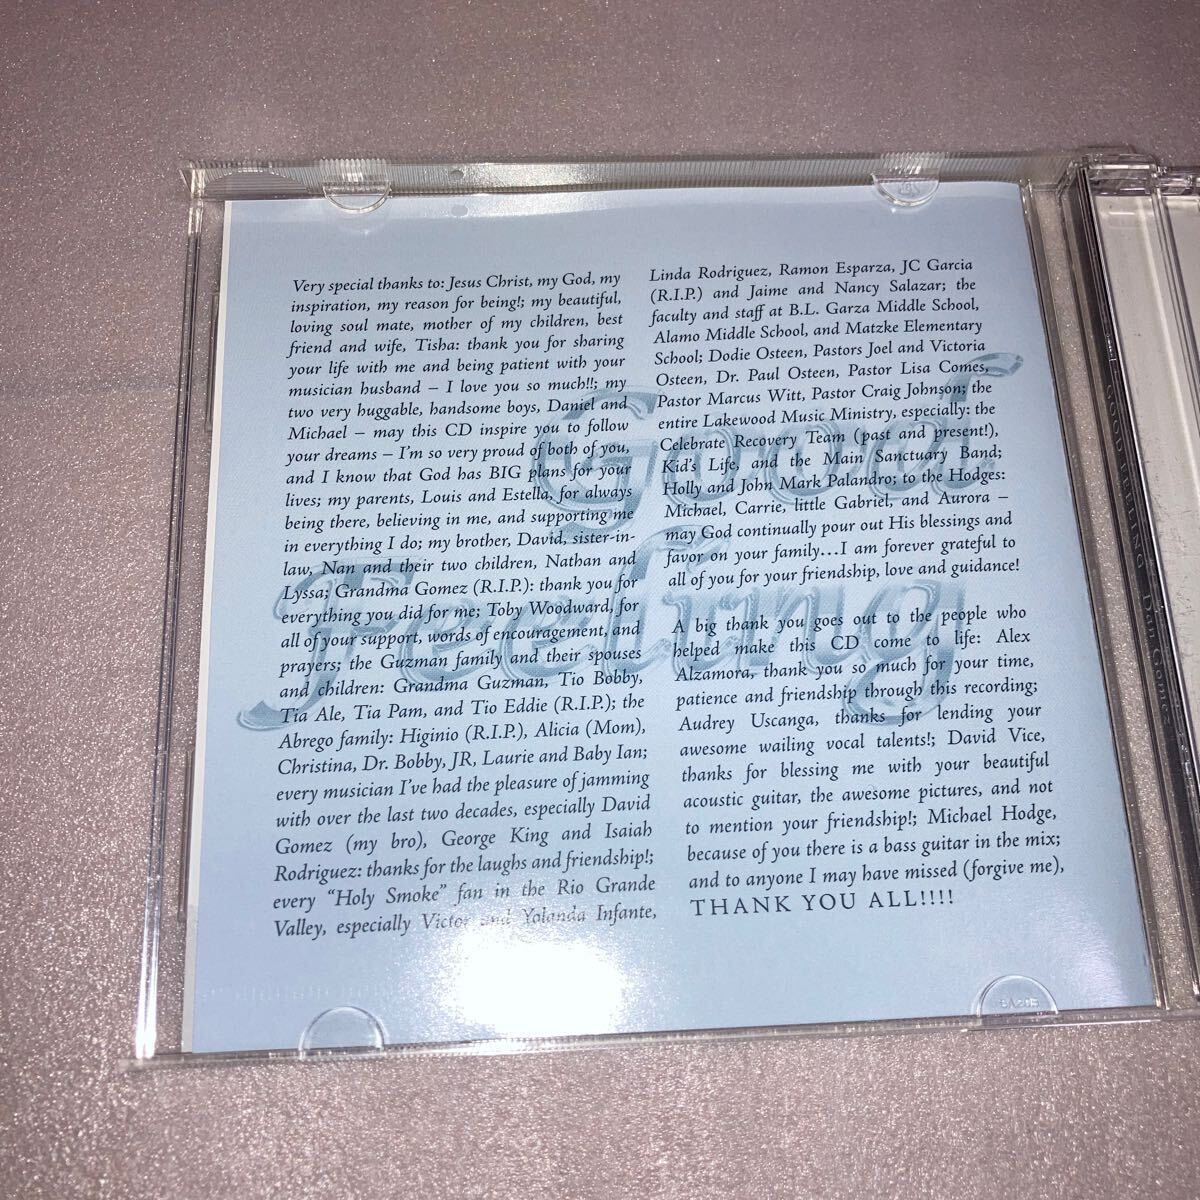 Very special thanks to: Jesus Christ, my God, my
inspiration, my reason for being!; my beautiful,
loving soul mate, mother of my children, best
friend and wife, Tisha: thank you for sharing
your life with me and being patient with your
musician husband – I love you so much!!; my
two very huggable, handsome boys, Daniel and
Michael – may this CD inspire you to follow
your dreams – I'm so very proud of both of you,
and I know that God has BIG plans for your
lives; my parents, Louis and Estella, for always
being there, believing in me, and supporting me
in everything I do; my brother, David, sister-in-
law, Nan and their two children, Nathan and
Lyssa; Grandma Gomez (R.I.P.): thank you for
everything you did for me; Toby Woodward, for
all of your support, words of encouragement, and
prayers; the Guzman family and their spouses
and children: Grandma Guzman, Tio Bobby,
Tia Ale, Tia Pam, and Tio Eddie (R.I.P.); the
Abrego family: Higinio (R.I.P.), Alicia (Mom),
Christina, Dr. Bobby, JR, Laurie and Baby Ian;
every musician I've had the pleasure of jamming
with over the last two decades, especially David
Gomez (my bro), George King and Isaiah
Rodriguez: thanks for the laughs and friendship!;
every “Holy Smoke” fan in the Rio Grande
Valley, especially Victor and Yolanda Infante,
Linda Rodriguez, Ramon Esparza, JC Garcia
(R.I.P.) and Jaime and Nancy Salazar; the
faculty and staff at B.L. Garza Middle School,
Alamo Middle School, and Matzke Elementary
School; Dodie Osteen, Pastors Joel and Victoria
Osteen, Dr. Paul Osteen, Pastor Lisa Comes,
Pastor Marcus Witt, Pastor Craig Johnson; the
entire Lakewood Music Ministry, especially: the
Celebrate Recovery Team (past and present!),
Kid's Life, and the Main Sanctuary Band;
Holly and John Mark Palandro; to the Hodges:
Michael, Carrie, little Gabriel, and Aurora –
may God continually pour out His blessings and
favor on your family…I am forever grateful to
all of you for your friendship, love and guidance!
A big thank you goes out to the people who
helped make this CD come to life: Alex
Alzamora, thank you so much for your time,
patience and friendship through this recording;
Audrey Uscanga, thanks for lending your
awesome wailing vocal talents!; David Vice,
thanks for blessing me with your beautiful
acoustic guitar, the awesome pictures, and not
to mention your friendship!; Michael Hodge,
because of you there is a bass guitar in the mix;
and to anyone I may have missed (forgive me),
THANK YOU ALL!!!!
Good
Feeling
GOOD FEELING Dan Gomez